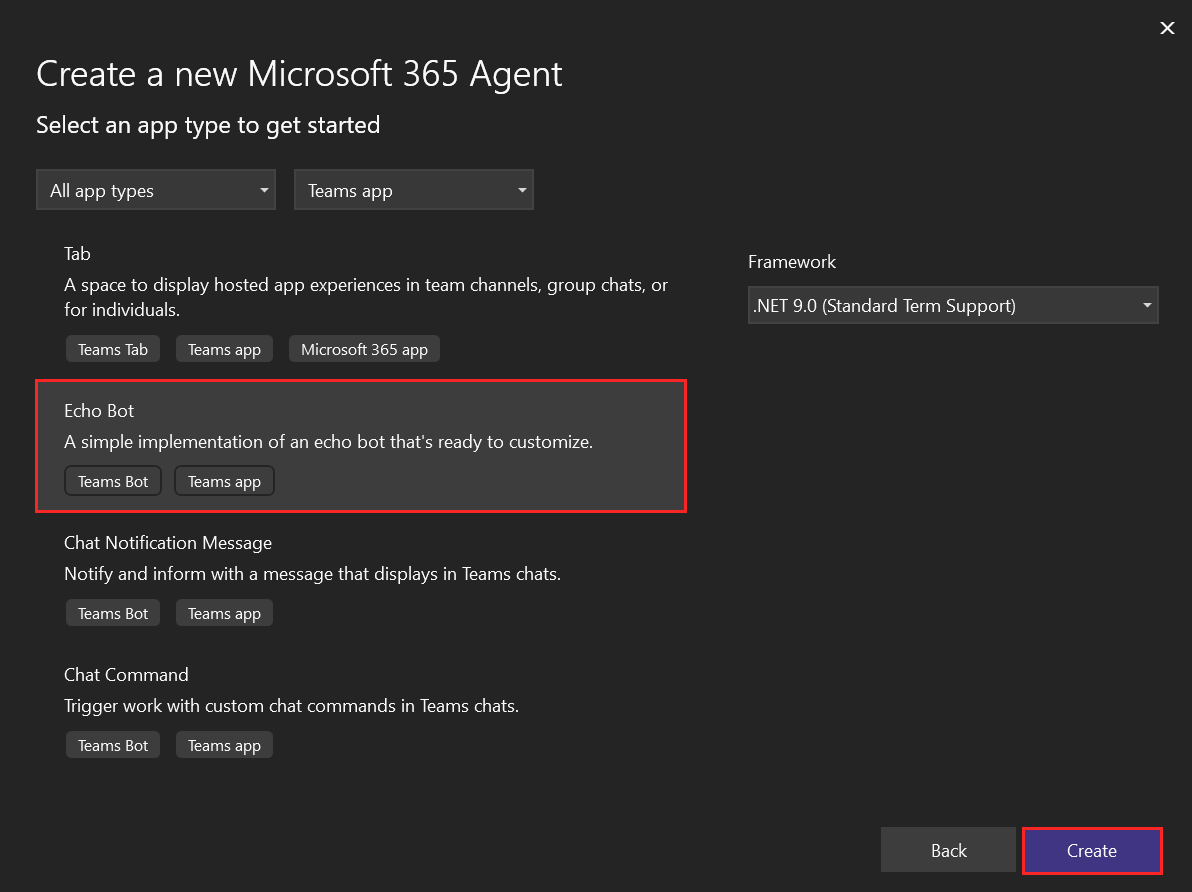 Create a new Microsoft 365 Agent
Select an app type to get started
All app types
Teams app
Tab
A space to display hosted app experiences in team channels, group chats, or
for individuals.
Teams Tab
Teams app
Microsoft 365 app
Framework
.NET 9.0 (Standard Term Support)
Echo Bot
A simple implementation of an echo bot that's ready to customize.
Teams Bot
Teams app
Chat Notification Message
Notify and inform with a message that displays in Teams chats.
Teams Bot
Teams app
Chat Command
Trigger work with custom chat commands in Teams chats.
Teams Bot
Teams app
Back
Create